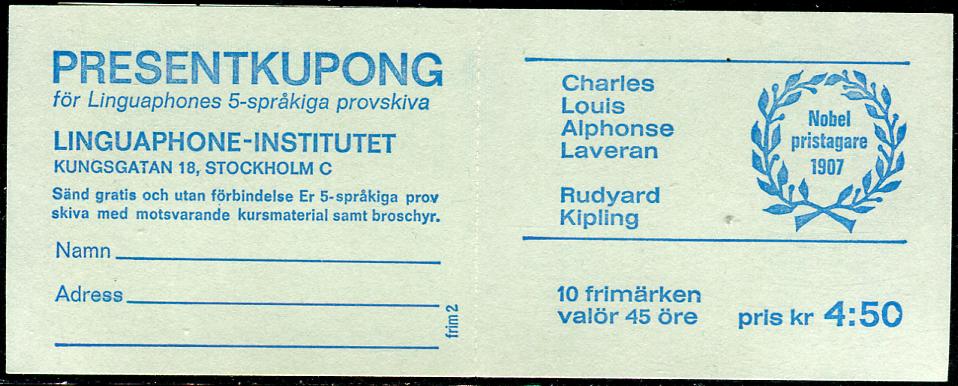 PRESENTKUPONG
för Linguaphones 5-språkiga provskiva
LINGUAPHONE-INSTITUTET
KUNGSGATAN 18, STOCKHOLM C
Sänd gratis och utan förbindelse Er 5-språkiga prov
skiva med motsvarande kursmaterial samt broschyr.
Namn
Adress
frim 2
Charles
Louis
Alphonse
Laveran
Rudyard
Kipling
Nobel
pristagare
1907
10 frimärken
valör 45 öre
pris kr 4:50